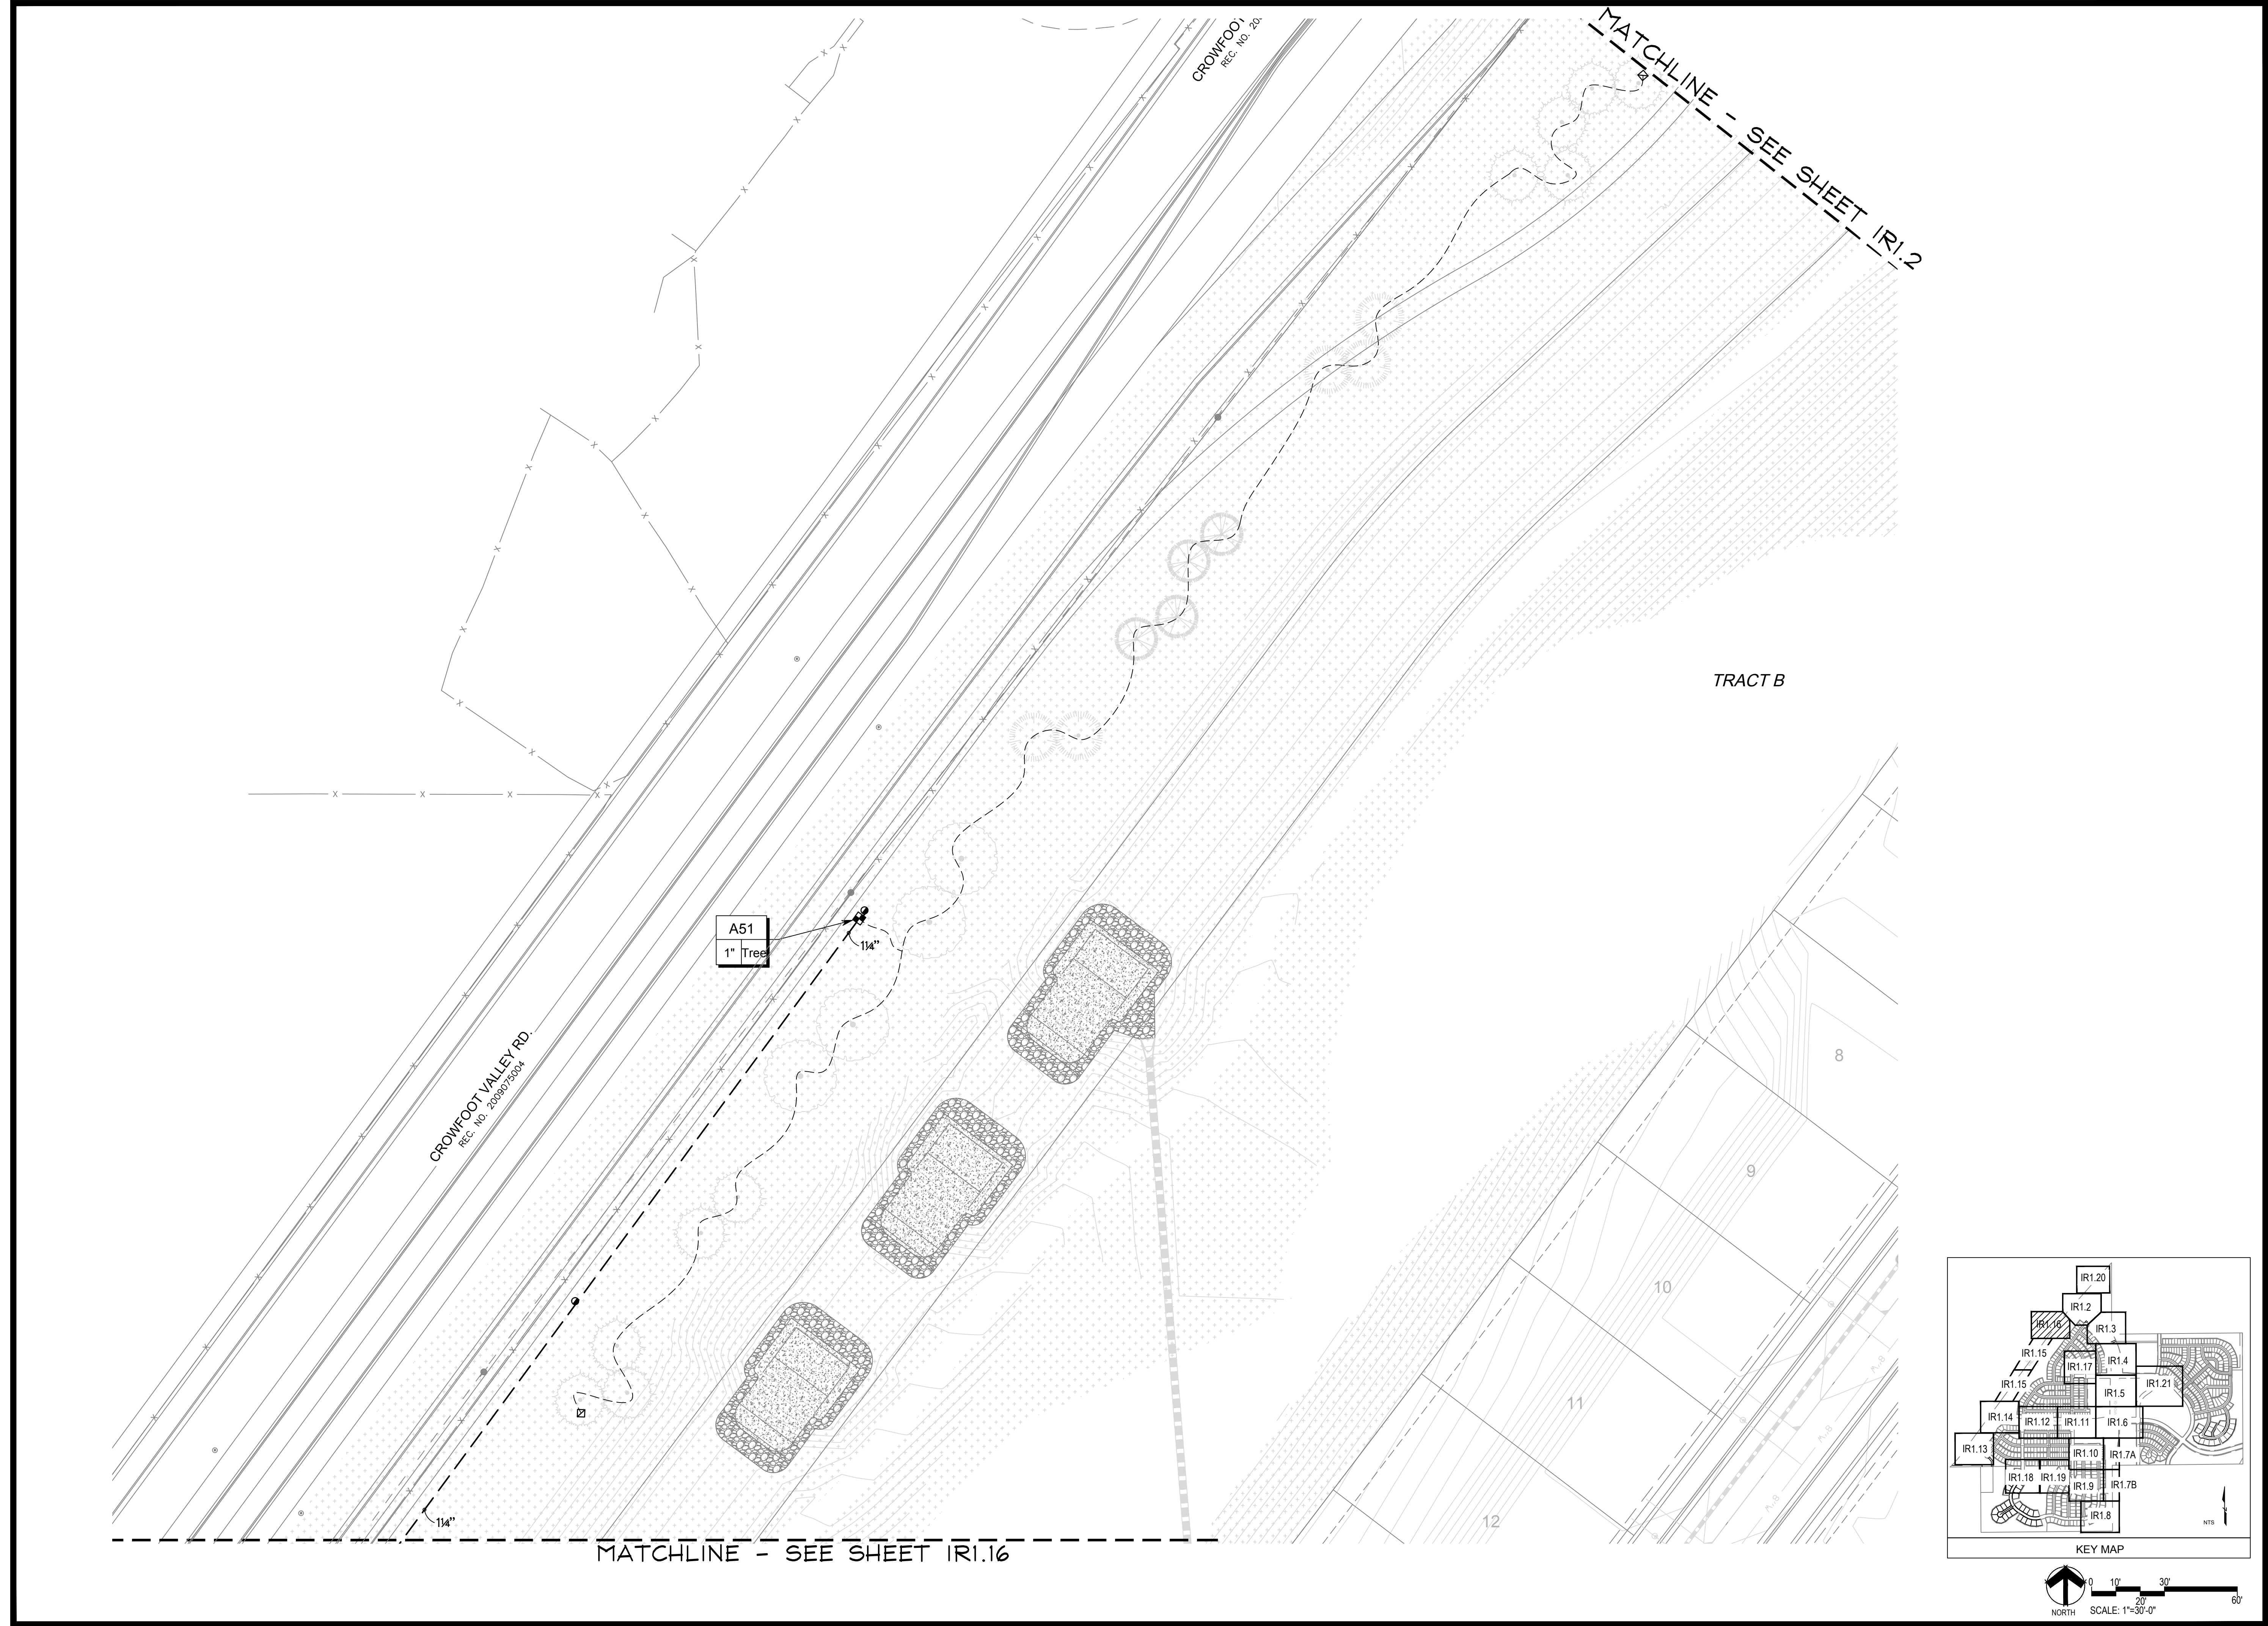 MATCHLINE - SEE SHEET IR1.2
CROWFOOT
REC. NO. 20
TRACT B
A51
1" Tree
1¼"
CROWFOOT VALLEY RD.
REC. NO. 2009075004
8
9
10
11
12
1¼"
MATCHLINE - SEE SHEET IR1.16
IR1.20
IR1.2
IR1.16
IR1.3
IR1.15
IR1.17
IR1.4
IR1.15
IR1.21
IR1.5
IR1.14
IR1.12
IR1.11
IR1.6
IR1.13
IR1.10
IR1.7A
IR1.18
IR1.19
IR1.9
IR1.7B
IR1.8
NTS
KEY MAP
0 10' 30'
20' 60'
NORTH
SCALE: 1"=30'-0"